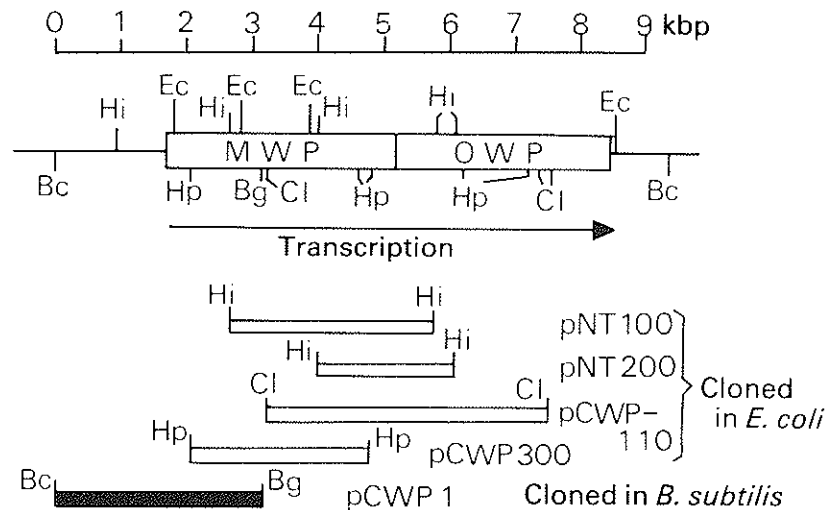 0 1 2 3 4 5 6 7 8 9 kbp
Ec Ec Ec Ec
Hi Hi Hi Hi
M W P O W P
Bc Hp Bg Cl Hp Hp Cl Bc
Transcription
Hi Hi pNT100
Hi Hi pNT200
Cl Cl pCWP-110
Hp Hp pCWP300
Cloned in E. coli
Bc Bg pCWP1 Cloned in B. subtilis